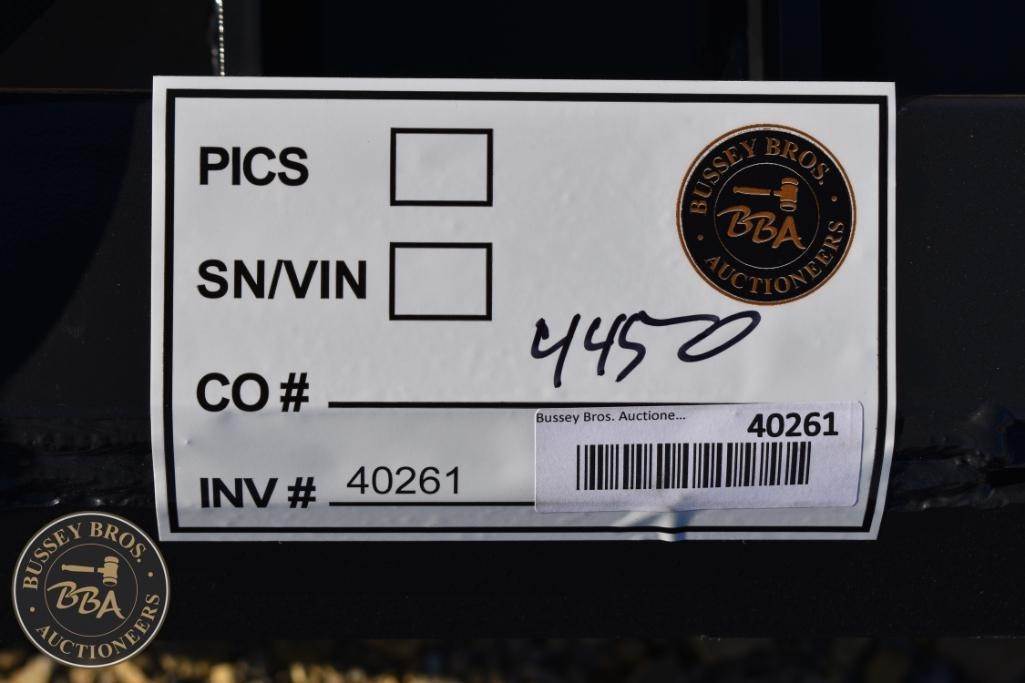 PICS
BUSSEY BROS.
BBA
AUCTIONEERS
SN/VIN
4450
CO #
Bussey Bros. Auctione...
40261
INV # 40261
BUSSEY BROS.
BBA
AUCTIONEERS